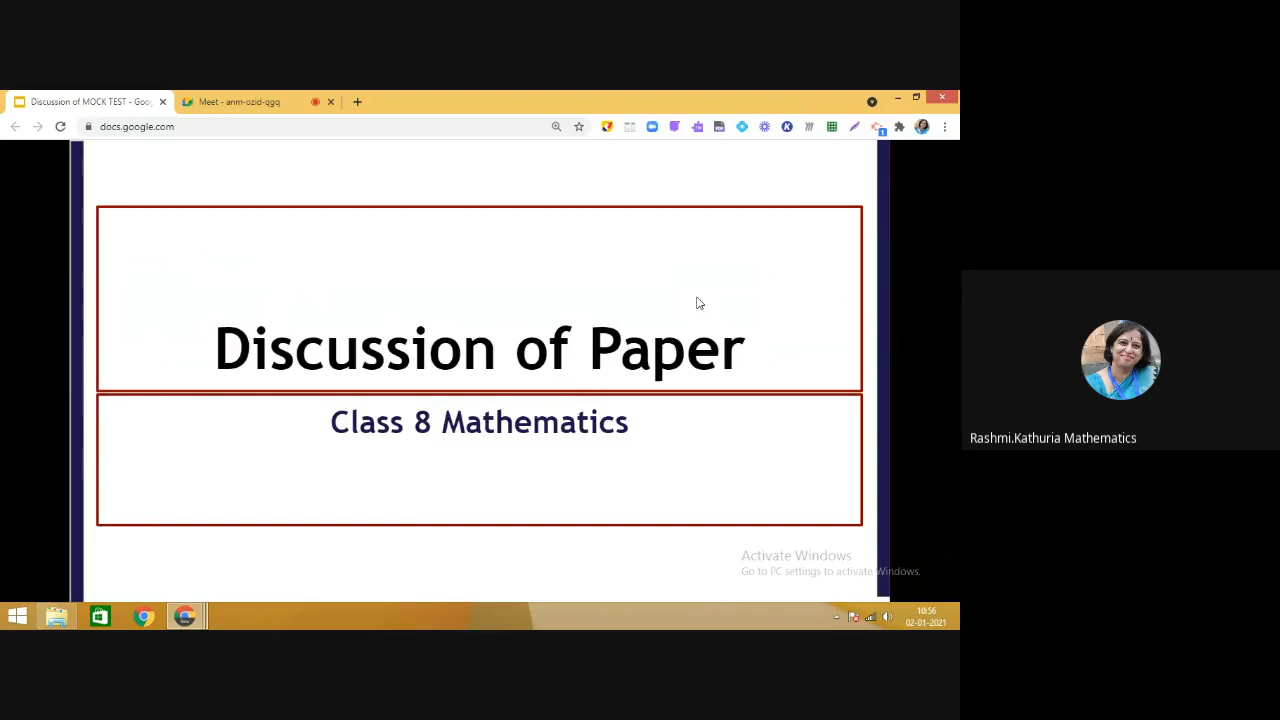 Discussion of MOCK TEST - Goo
Meet - anm-ozid-qgq
docs.google.com
Discussion of Paper
Class 8 Mathematics
Rashmi.Kathuria Mathematics
Activate Windows
Go to PC settings to activate Windows.
10:56
02-01-2021